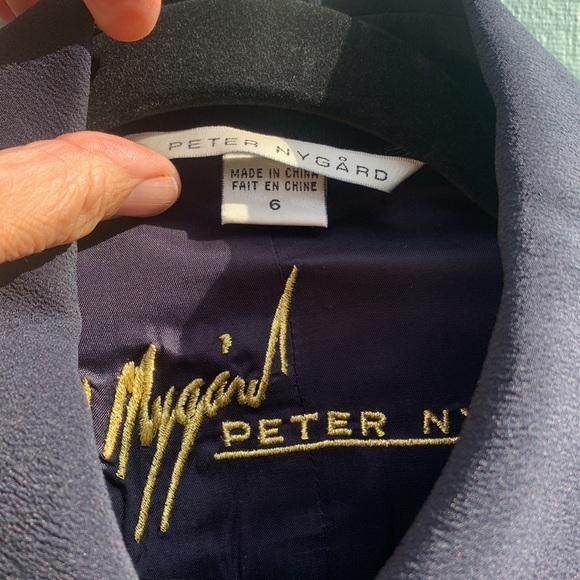 PETER NYGÅRD
MADE IN CHINA
FAIT EN CHINE
6
Nygård
PETER NY